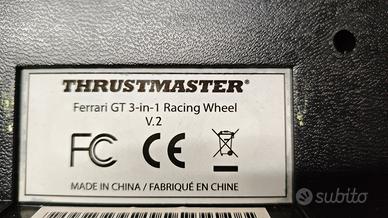 THRUSTMASTER®
Ferrari GT 3-in-1 Racing Wheel
V.2
FC CE
MADE IN CHINA / FABRIQUÉ EN CHINE
subito